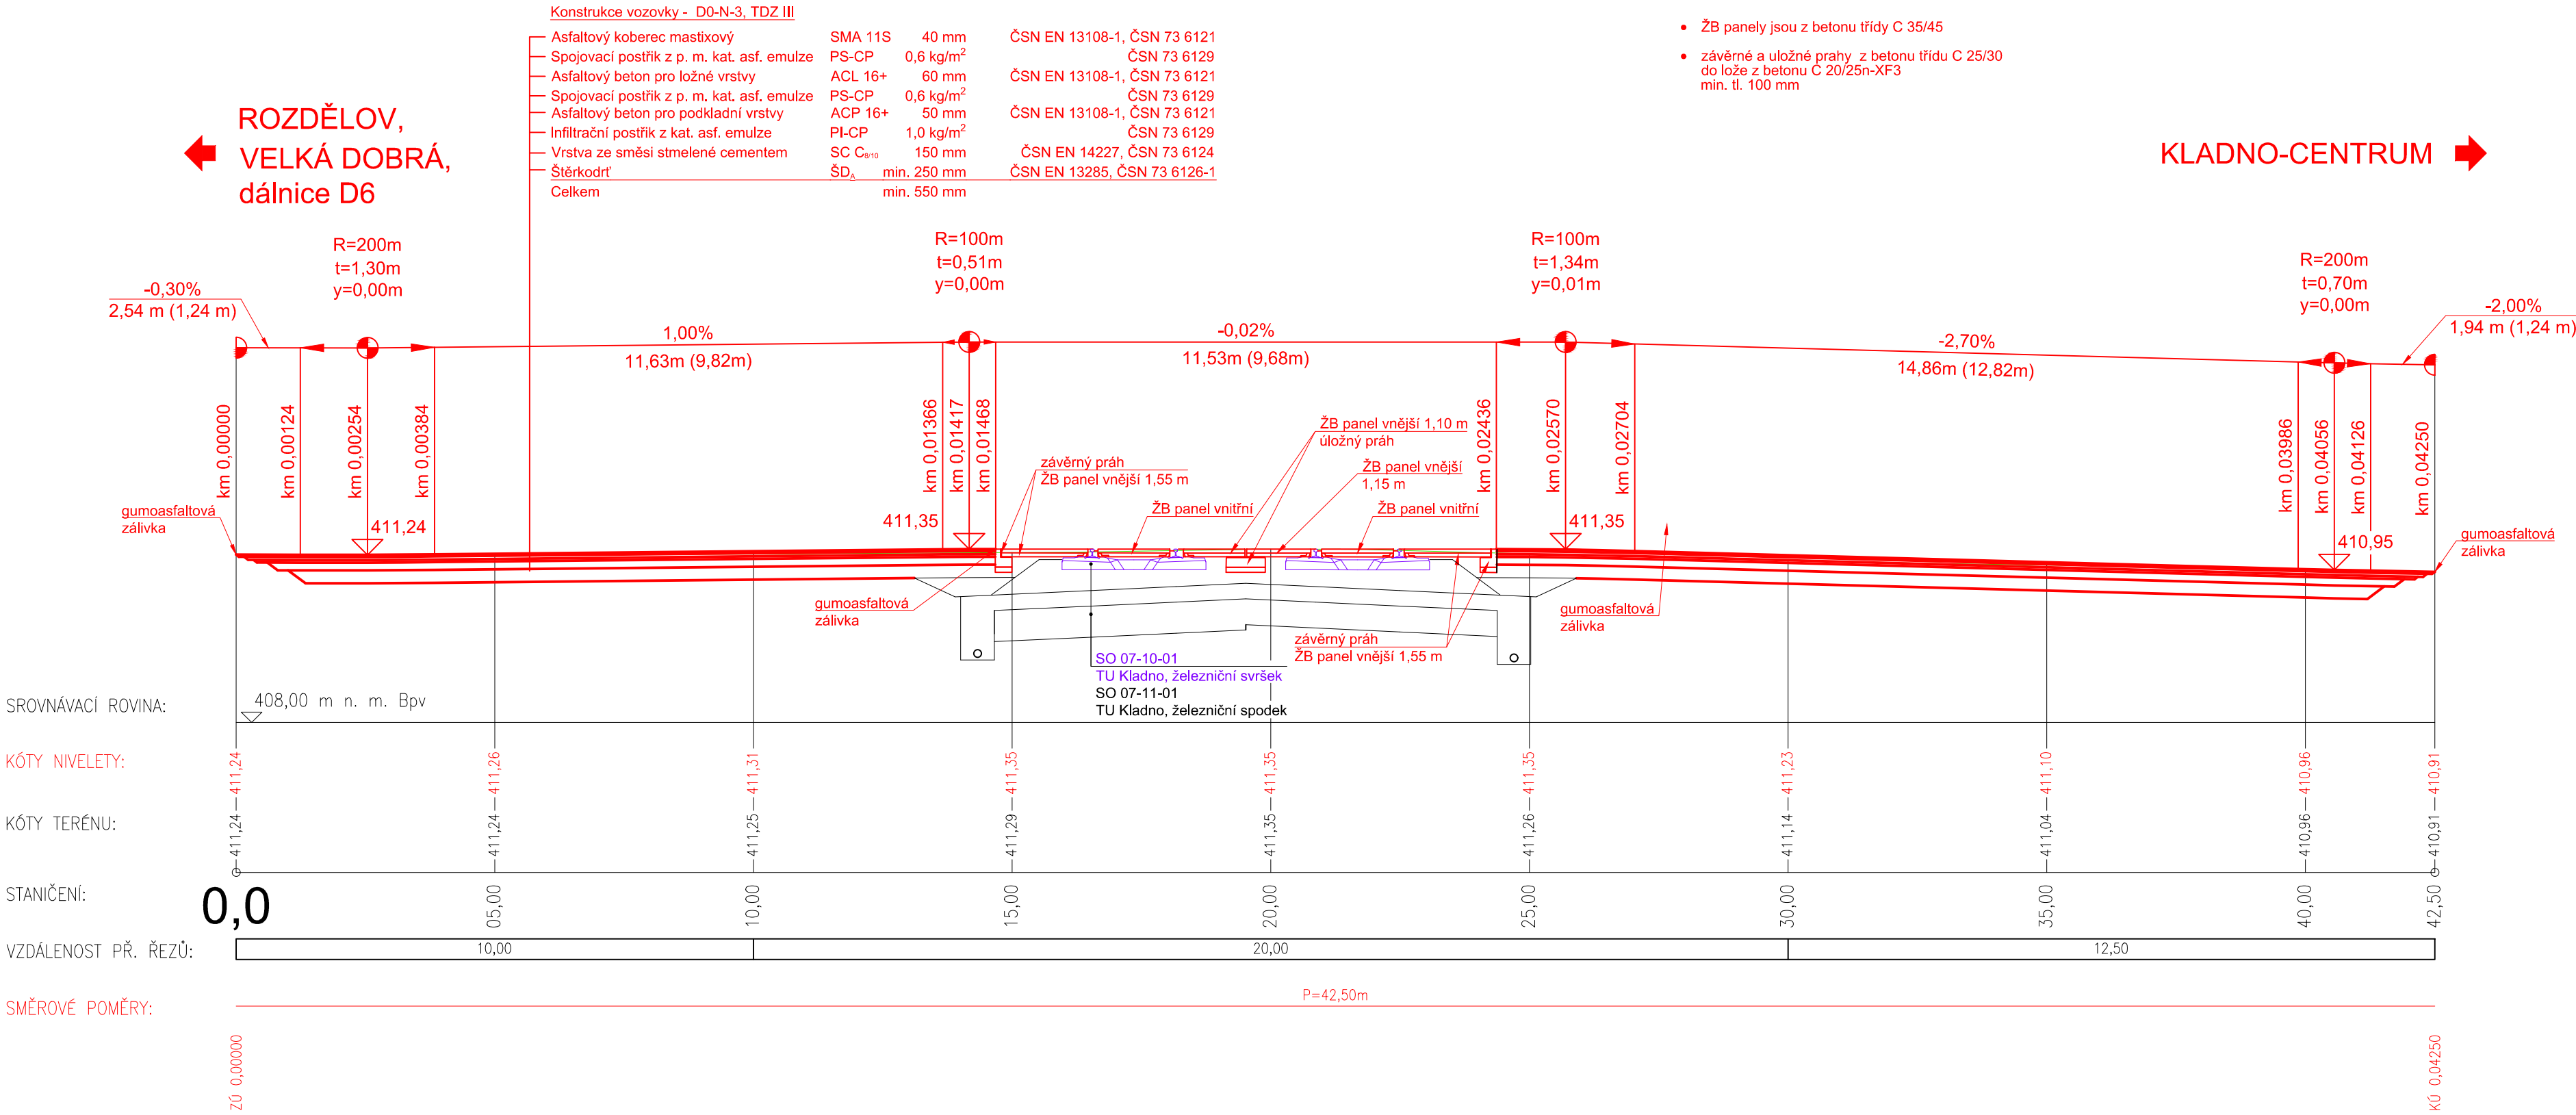 Konstrukce vozovky - D0-N-3, TDZ III
Asfaltový koberec mastixový SMA 11S 40 mm ČSN EN 13108-1, ČSN 73 6121
Spojovací postřik z p. m. kat. asf. emulze PS-CP 0,6 kg/m² ČSN 73 6129
Asfaltový beton pro ložné vrstvy ACL 16+ 60 mm ČSN EN 13108-1, ČSN 73 6121
Spojovací postřik z p. m. kat. asf. emulze PS-CP 0,6 kg/m² ČSN 73 6129
Asfaltový beton pro podkladní vrstvy ACP 16+ 50 mm ČSN EN 13108-1, ČSN 73 6121
Infiltrační postřik z kat. asf. emulze PI-CP 1,0 kg/m² ČSN 73 6129
Vrstva ze směsi stmelené cementem SC C8/10 150 mm ČSN EN 14227, ČSN 73 6124
Štěrkodrť ŠDA min. 250 mm ČSN EN 13285, ČSN 73 6126-1
Celkem min. 550 mm
• ŽB panely jsou z betonu třídy C 35/45
• závěrné a uložné prahy z betonu třídu C 25/30
do lože z betonu C 20/25n-XF3
min. tl. 100 mm
ROZDĚLOV,
VELKÁ DOBRÁ,
dálnice D6
KLADNO-CENTRUM
R=200m
t=1,30m
y=0,00m
R=100m
t=0,51m
y=0,00m
R=100m
t=1,34m
y=0,01m
R=200m
t=0,70m
y=0,00m
-0,30%
2,54 m (1,24 m)
1,00%
11,63m (9,82m)
-0,02%
11,53m (9,68m)
-2,70%
14,86m (12,82m)
-2,00%
1,94 m (1,24 m)
km 0,00000
km 0,00124
km 0,00254
km 0,00384
km 0,01366
km 0,01417
km 0,01468
km 0,02436
km 0,02570
km 0,02704
km 0,03986
km 0,04056
km 0,04126
km 0,04250
ŽB panel vnější 1,10 m
úložný práh
závěrný práh
ŽB panel vnější 1,55 m
ŽB panel vnější
1,15 m
ŽB panel vnitřní
ŽB panel vnitřní
gumoasfaltová
zálivka
411,24
411,35
411,35
410,95
gumoasfaltová
zálivka
gumoasfaltová
zálivka
gumoasfaltová
zálivka
závěrný práh
ŽB panel vnější 1,55 m
SO 07-10-01
TU Kladno, železniční svršek
SO 07-11-01
TU Kladno, železniční spodek
SROVNÁVACÍ ROVINA: 408,00 m n. m. Bpv
KÓTY NIVELETY: 411,24 411,26 411,31 411,35 411,35 411,35 411,23 411,10 410,96 410,91
KÓTY TERÉNU: 411,24 411,24 411,25 411,29 411,35 411,26 411,14 411,04 410,96 410,91
STANIČENÍ: 0,0 05,00 10,00 15,00 20,00 25,00 30,00 35,00 40,00 42,50
VZDÁLENOST PŘ. ŘEZŮ: 10,00 20,00 12,50
SMĚROVÉ POMĚRY: P=42,50m
ZÚ 0,00000
KÚ 0,04250